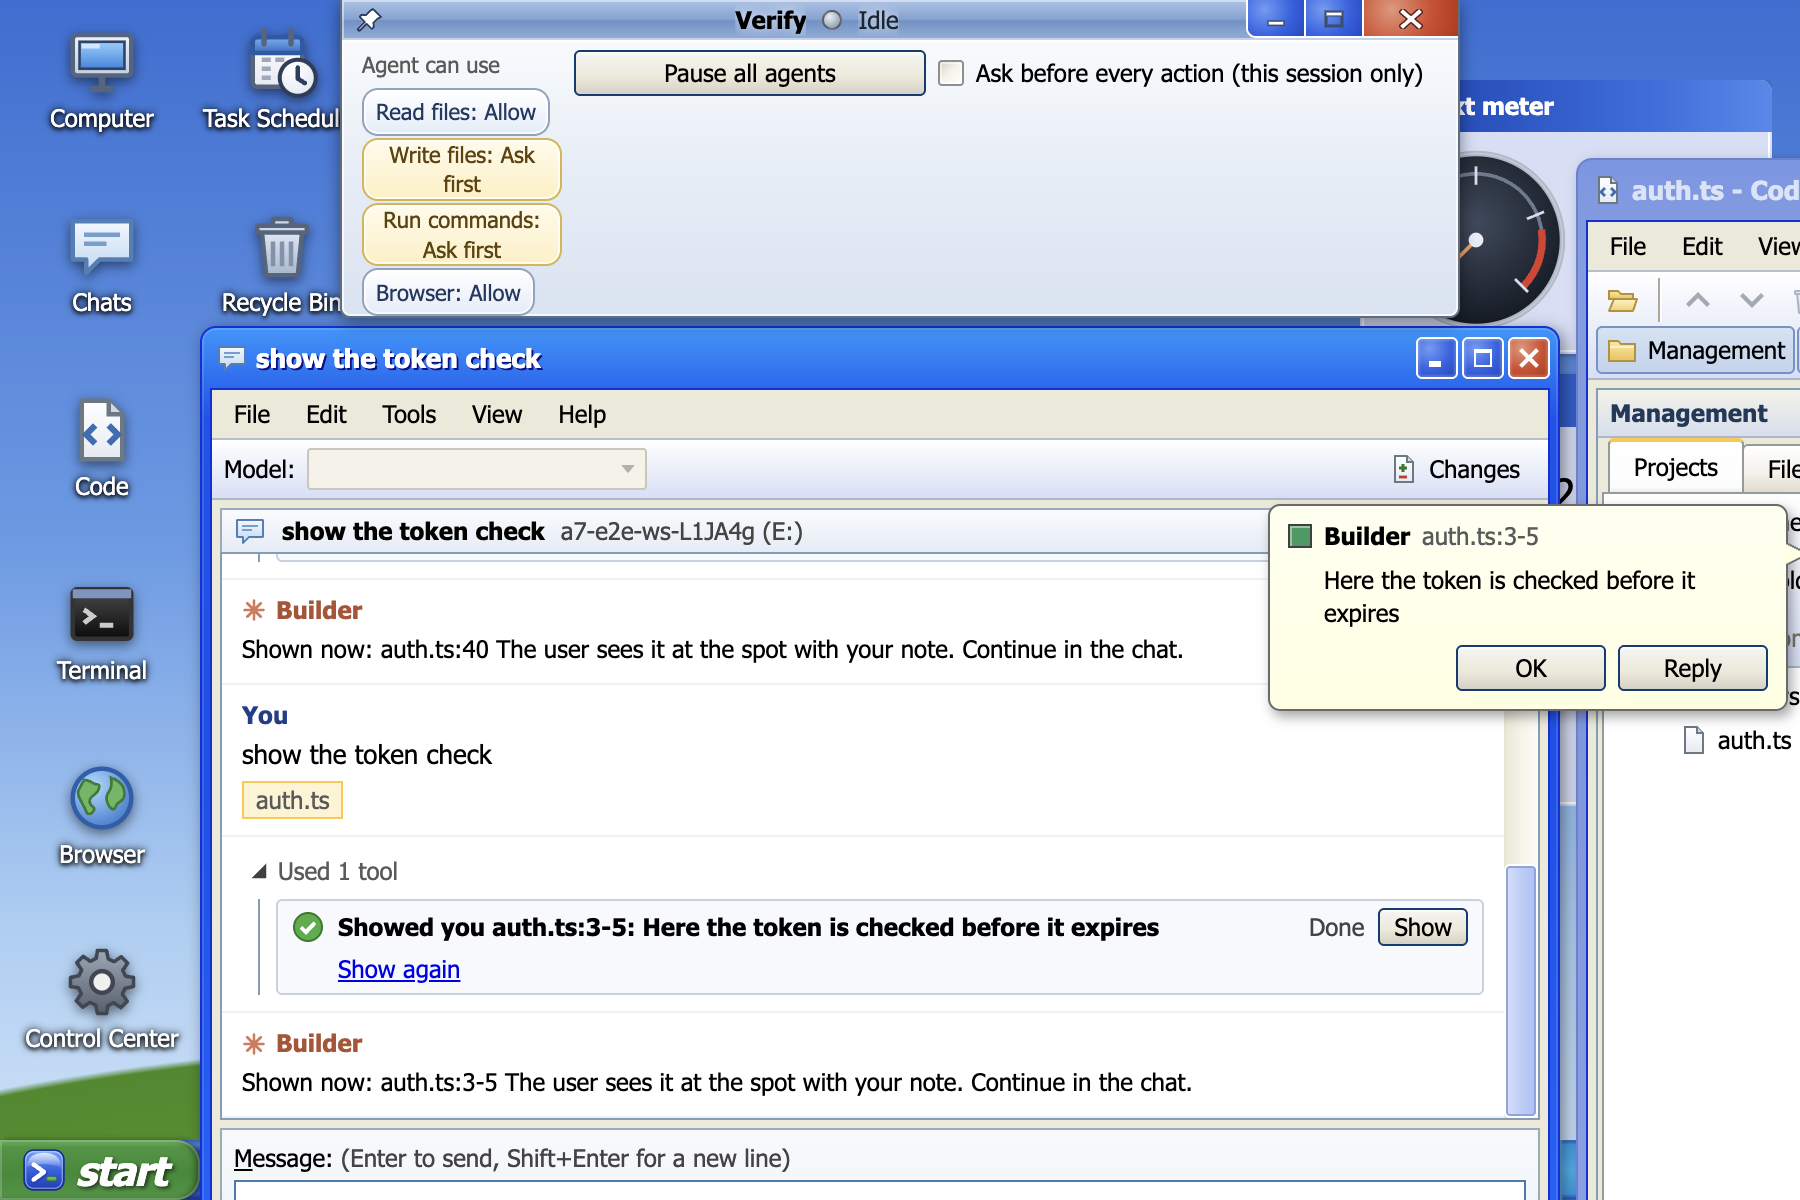 Computer
Task Schedul
Chats
Recycle Bin
Code
Terminal
Browser
Control Center
start
Verify Idle
Agent can use
Read files: Allow
Write files: Ask
first
Run commands:
Ask first
Browser: Allow
Pause all agents
Ask before every action (this session only)
xt meter
auth.ts - Cod
File Edit View
Management
Management
Projects File
auth.ts
show the token check
File Edit Tools View Help
Model:
Changes
show the token check a7-e2e-ws-L1JA4g (E:)
Builder
Shown now: auth.ts:40 The user sees it at the spot with your note. Continue in the chat.
You
show the token check
auth.ts
Used 1 tool
Showed you auth.ts:3-5: Here the token is checked before it expires
Done Show
Show again
Builder
Shown now: auth.ts:3-5 The user sees it at the spot with your note. Continue in the chat.
Message: (Enter to send, Shift+Enter for a new line)
Builder auth.ts:3-5
Here the token is checked before it
expires
OK Reply